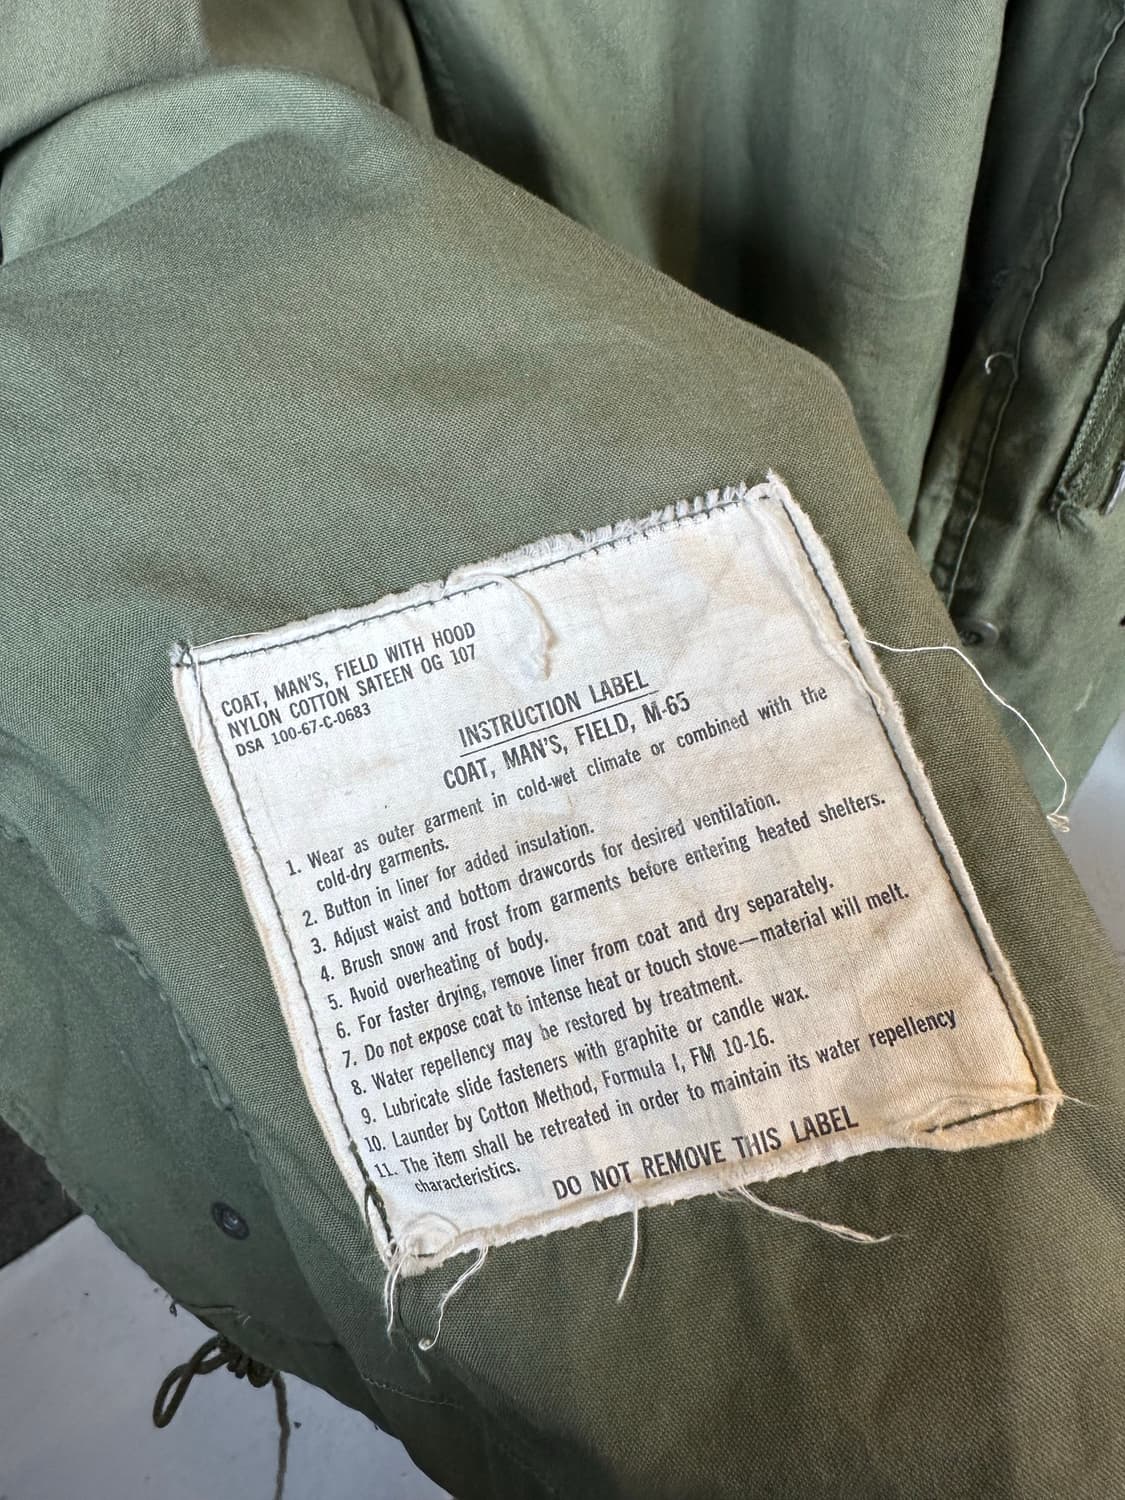 COAT, MAN'S, FIELD WITH HOOD
NYLON COTTON SATEEN OG 107
DSA 100-67-C-0683
INSTRUCTION LABEL
COAT, MAN'S, FIELD, M-65
1. Wear as outer garment in cold-wet climate or combined with the
cold-dry garments.
2. Button in liner for added insulation.
3. Adjust waist and bottom drawcords for desired ventilation.
4. Brush snow and frost from garments before entering heated shelters.
5. Avoid overheating of body.
6. For faster drying, remove liner from coat and dry separately.
7. Do not expose coat to intense heat or touch stove—material will melt.
8. Water repellency may be restored by treatment.
9. Lubricate slide fasteners with graphite or candle wax.
10. Launder by Cotton Method, Formula I, FM 10-16.
11. The item shall be retreated in order to maintain its water repellency
characteristics.
DO NOT REMOVE THIS LABEL